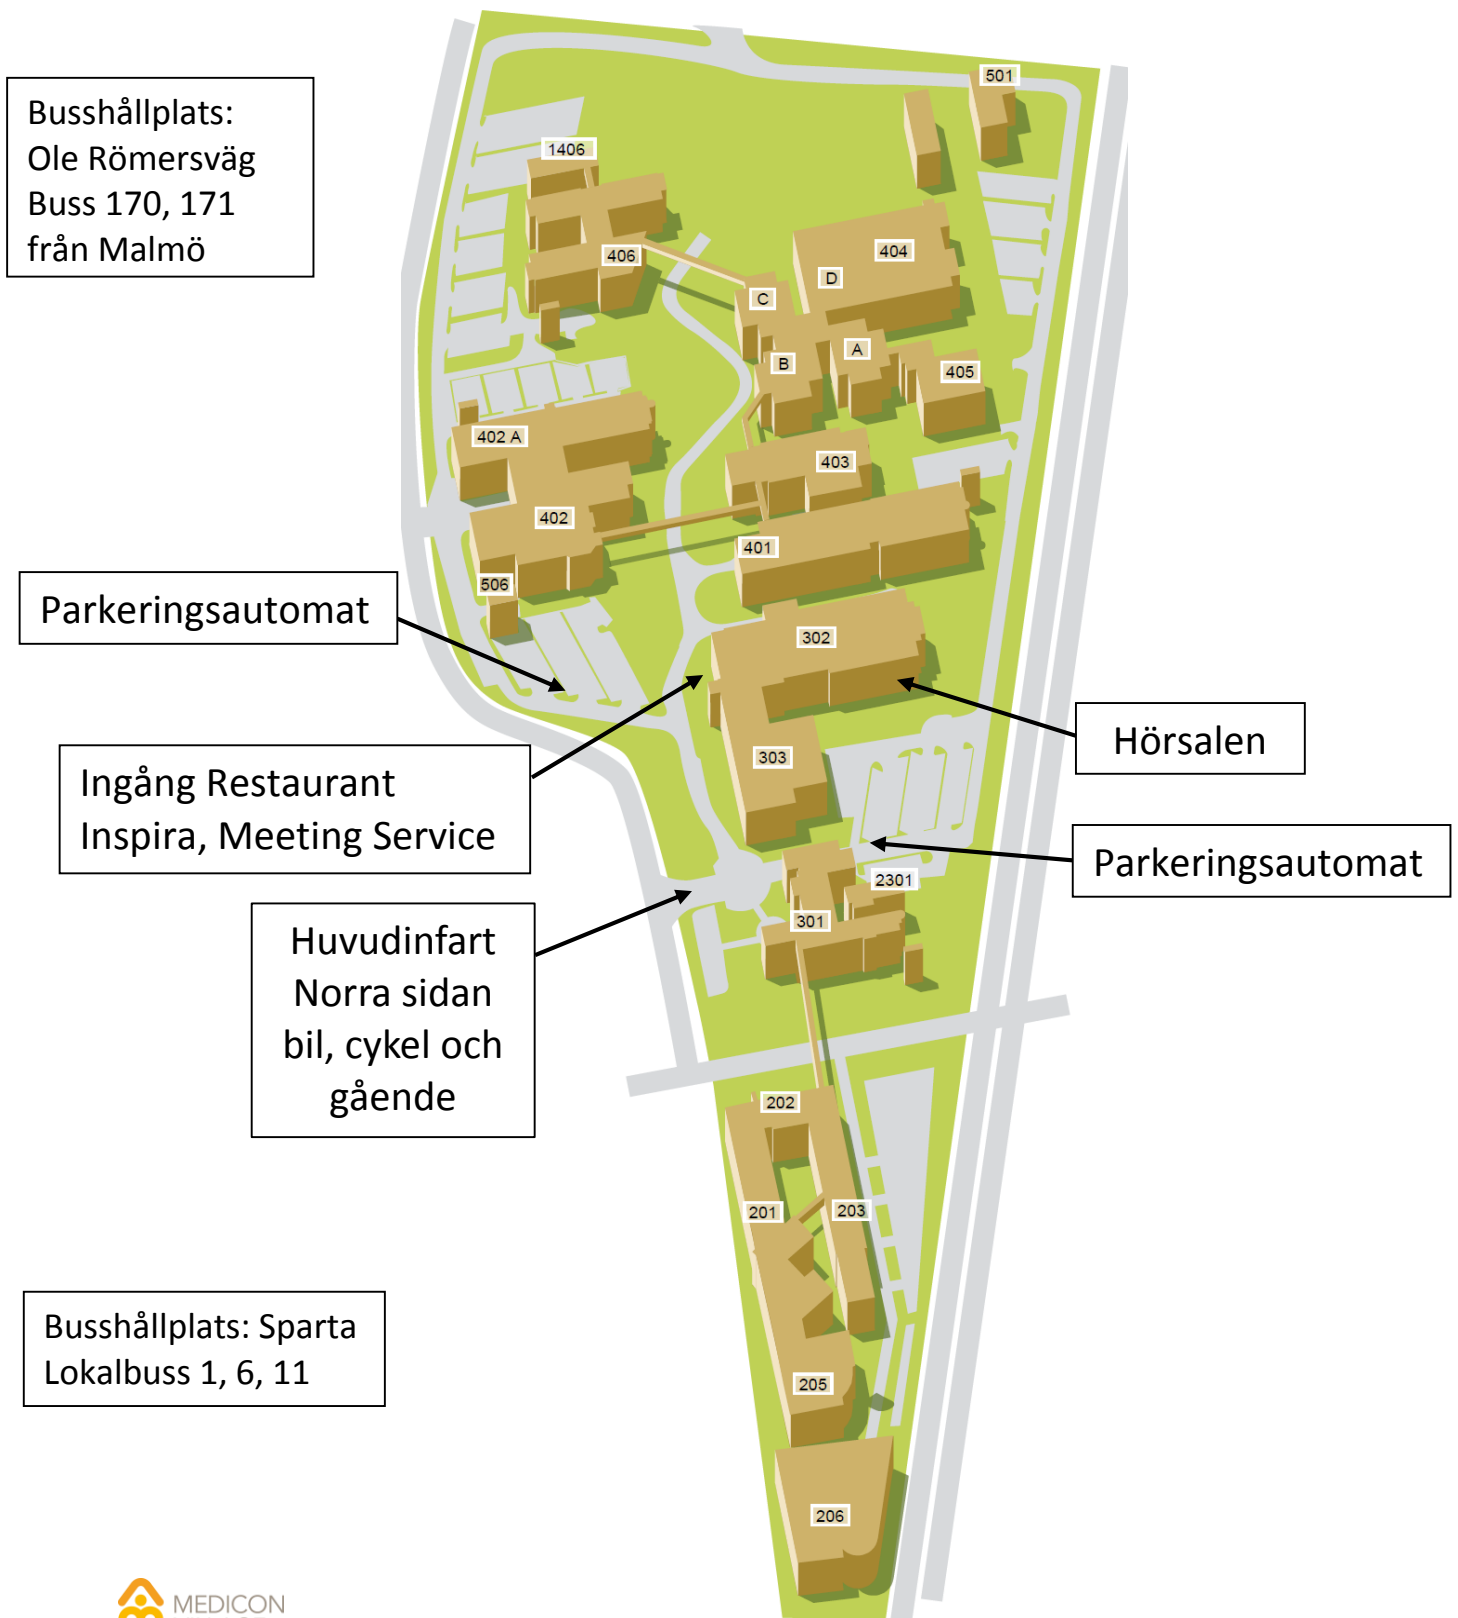 Busshållplats:
Ole Römersväg
Buss 170, 171
från Malmö
501
1406
406
404
D
C
A
B
405
402 A
403
402
401
506
Parkeringsautomat
302
Hörsalen
Ingång Restaurant
Inspira, Meeting Service
303
Parkeringsautomat
2301
301
Huvudinfart
Norra sidan
bil, cykel och
gående
202
201
203
Busshållplats: Sparta
Lokalbuss 1, 6, 11
205
206
MEDICON